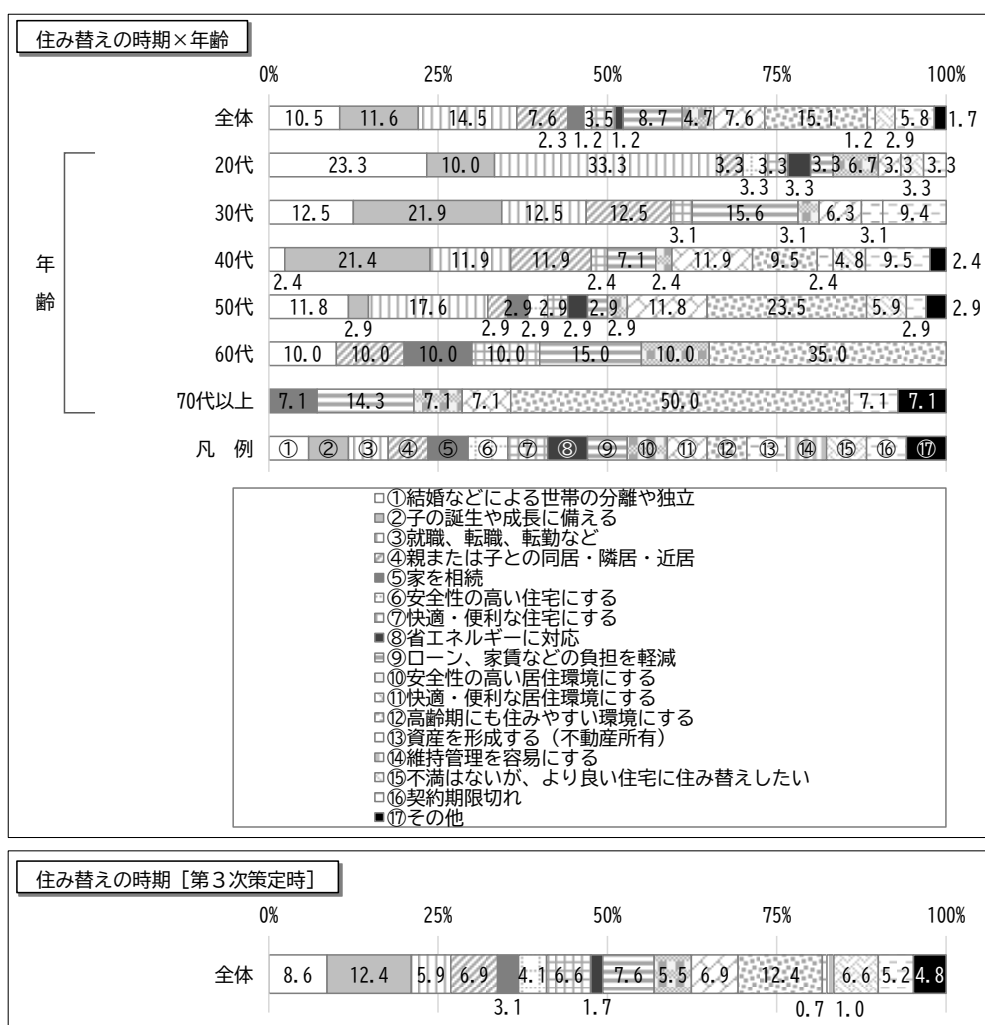 住み替えの時期×年齢
0% 25% 50% 75% 100%
全体 10.5 11.6 14.5 7.6 3.5 8.7 4.7 7.6 15.1 5.8 1.7
2.3 1.2 1.2 1.2 2.9
20代 23.3 10.0 33.3 3.3 3.3 3.3 6.7 3.3 3.3
3.3 3.3 3.3
30代 12.5 21.9 12.5 12.5 15.6 6.3 9.4
3.1 3.1 3.1
40代 21.4 11.9 11.9 7.1 11.9 9.5 4.8 9.5 2.4
2.4 2.4 2.4 2.4
50代 11.8 17.6 2.9 2.9 2.9 11.8 23.5 5.9 2.9
2.9 2.9 2.9 2.9 2.9 2.9
60代 10.0 10.0 10.0 10.0 15.0 10.0 35.0
70代以上 7.1 14.3 7.1 7.1 50.0 7.1 7.1
年
齢
凡 例 ① ② ③ ④ ⑤ ⑥ ⑦ ⑧ ⑨ ⑩ ⑪ ⑫ ⑬ ⑭ ⑮ ⑯ ⑰
①結婚などによる世帯の分離や独立
②子の誕生や成長に備える
③就職、転職、転勤など
④親または子との同居・隣居・近居
⑤家を相続
⑥安全性の高い住宅にする
⑦快適・便利な住宅にする
⑧省エネルギーに対応
⑨ローン、家賃などの負担を軽減
⑩安全性の高い居住環境にする
⑪快適・便利な居住環境にする
⑫高齢期にも住みやすい環境にする
⑬資産を形成する（不動産所有）
⑭維持管理を容易にする
⑮不満はないが、より良い住宅に住み替えしたい
⑯契約期限切れ
⑰その他
住み替えの時期［第３次策定時］
0% 25% 50% 75% 100%
全体 8.6 12.4 5.9 6.9 4.1 6.6 7.6 5.5 6.9 12.4 6.6 5.2 4.8
3.1 1.7 0.7 1.0